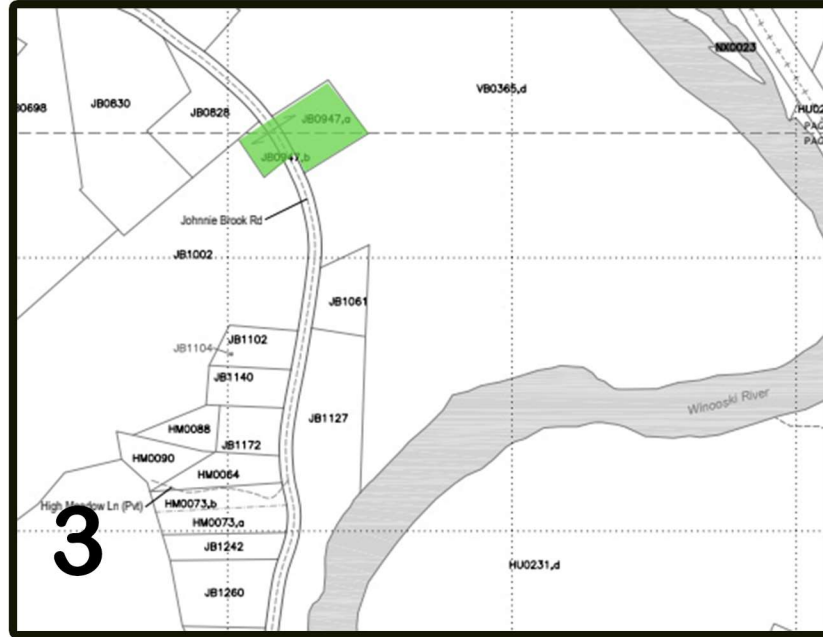 NX0023
VB0365,d
JB0830
0698
JB0828
HU02
PAC
PAC
JB0947,a
JB0947,b
Johnnie Brook Rd
JB1002
JB1061
JB1102
JB1104
JB1140
Winooski River
JB1127
HM0088
JB1172
HM0090
HM0064
High Meadow Ln (Pvt)
HM0073,b
HM0073,a
3
JB1242
HU0231,d
JB1260